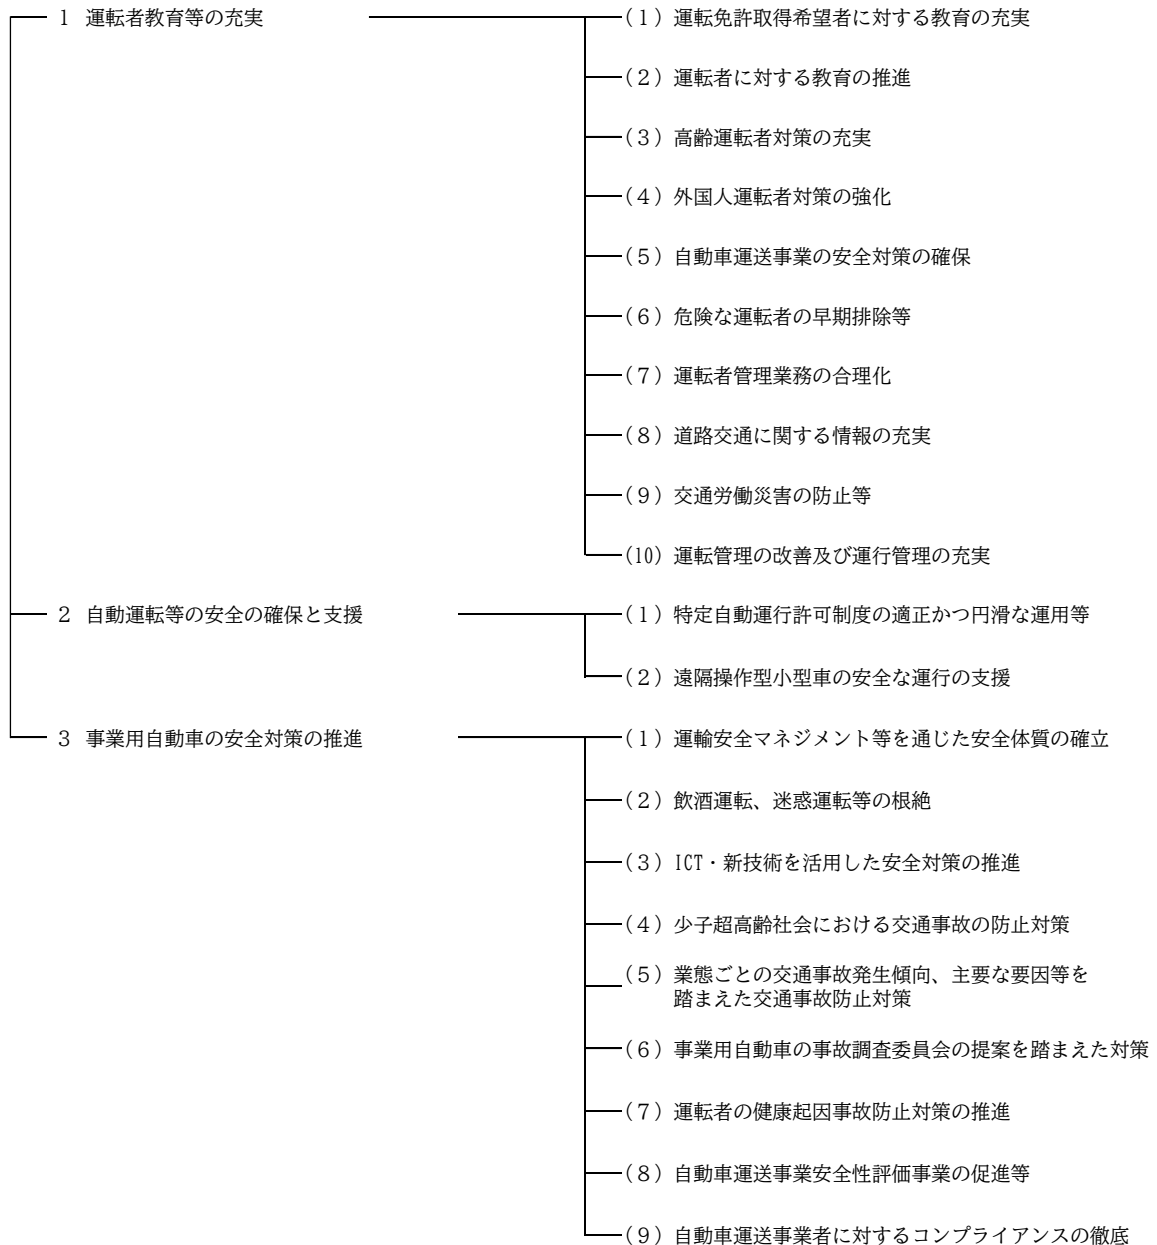 1 運転者教育等の充実
(1)運転免許取得希望者に対する教育の充実
(2)運転者に対する教育の推進
(3)高齢運転者対策の充実
(4)外国人運転者対策の強化
(5)自動車運送事業の安全対策の確保
(6)危険な運転者の早期排除等
(7)運転者管理業務の合理化
(8)道路交通に関する情報の充実
(9)交通労働災害の防止等
(10)運転管理の改善及び運行管理の充実
2 自動運転等の安全の確保と支援
(1)特定自動運行許可制度の適正かつ円滑な運用等
(2)遠隔操作型小型車の安全な運行の支援
3 事業用自動車の安全対策の推進
(1)運輸安全マネジメント等を通じた安全体質の確立
(2)飲酒運転、迷惑運転等の根絶
(3)ICT・新技術を活用した安全対策の推進
(4)少子超高齢社会における交通事故の防止対策
(5)業態ごとの交通事故発生傾向、主要な要因等を
踏まえた交通事故防止対策
(6)事業用自動車の事故調査委員会の提案を踏まえた対策
(7)運転者の健康起因事故防止対策の推進
(8)自動車運送事業安全性評価事業の促進等
(9)自動車運送事業者に対するコンプライアンスの徹底